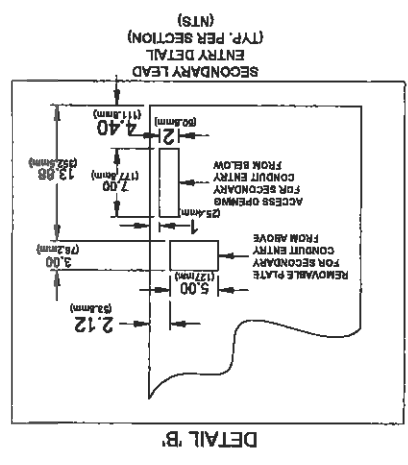 DETAIL 'B'
2.12
(53.8mm)
5.00
(127mm)
REMOVABLE PLATE
FOR SECONDARY
CONDUIT ENTRY
FROM ABOVE
3.00
(76.2mm)
1
(25.4mm)
ACCESS OPENING
FOR SECONDARY
CONDUIT ENTRY
FROM BELOW
7.00
(177.8mm)
13.88
(352.6mm)
2
(50.8mm)
4.40
(111.8mm)
SECONDARY LEAD
ENTRY DETAIL
(TYP. PER SECTION)
(NTS)